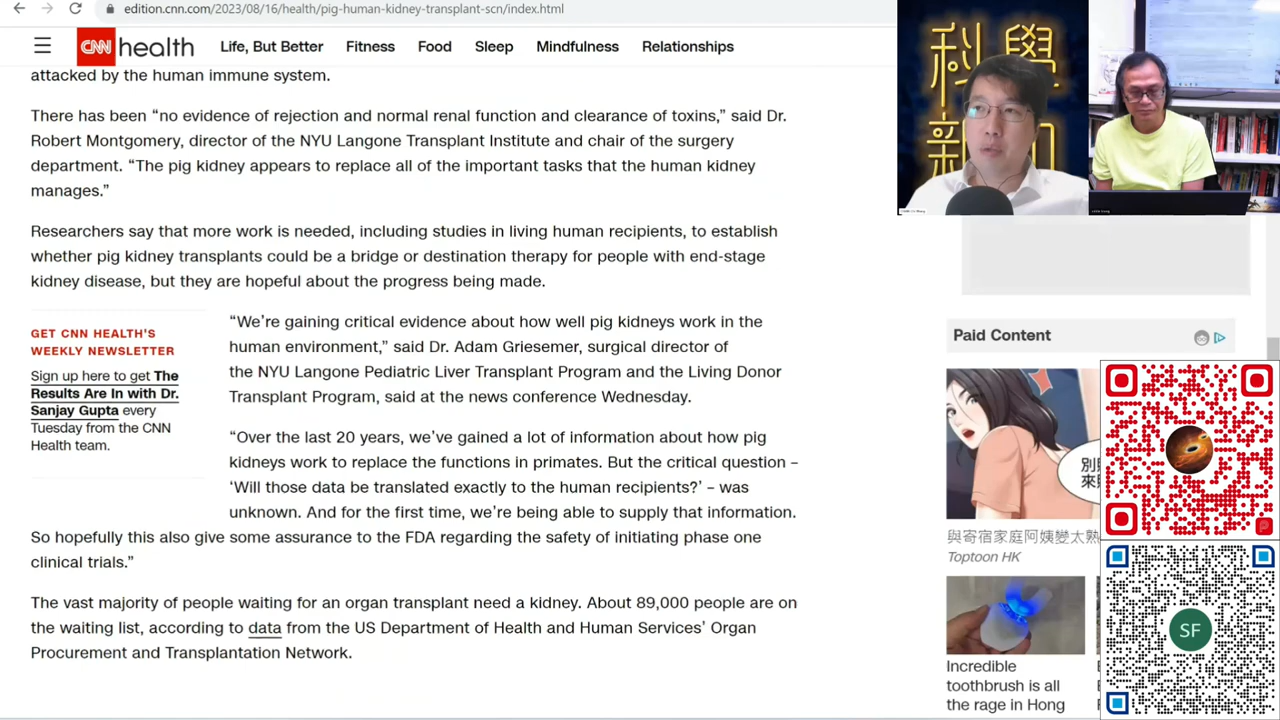 edition.cnn.com/2023/08/16/health/pig-human-kidney-transplant-scn/index.html
CNN health
Life, But Better
Fitness
Food
Sleep
Mindfulness
Relationships
attacked by the human immune system.
There has been “no evidence of rejection and normal renal function and clearance of toxins,” said Dr.
Robert Montgomery, director of the NYU Langone Transplant Institute and chair of the surgery
department. “The pig kidney appears to replace all of the important tasks that the human kidney
manages.”
Researchers say that more work is needed, including studies in living human recipients, to establish
whether pig kidney transplants could be a bridge or destination therapy for people with end-stage
kidney disease, but they are hopeful about the progress being made.
GET CNN HEALTH'S
WEEKLY NEWSLETTER
Sign up here to get The
Results Are In with Dr.
Sanjay Gupta every
Tuesday from the CNN
Health team.
“We’re gaining critical evidence about how well pig kidneys work in the
human environment,” said Dr. Adam Griesemer, surgical director of
the NYU Langone Pediatric Liver Transplant Program and the Living Donor
Transplant Program, said at the news conference Wednesday.
“Over the last 20 years, we’ve gained a lot of information about how pig
kidneys work to replace the functions in primates. But the critical question –
‘Will those data be translated exactly to the human recipients?’ – was
unknown. And for the first time, we’re being able to supply that information.
So hopefully this also give some assurance to the FDA regarding the safety of initiating phase one
clinical trials.”
The vast majority of people waiting for an organ transplant need a kidney. About 89,000 people are on
the waiting list, according to data from the US Department of Health and Human Services’ Organ
Procurement and Transplantation Network.
科學
新
Paid Content
別
來
與寄宿家庭阿姨變太熟
Toptoon HK
Incredible
toothbrush is all
the rage in Hong
SF